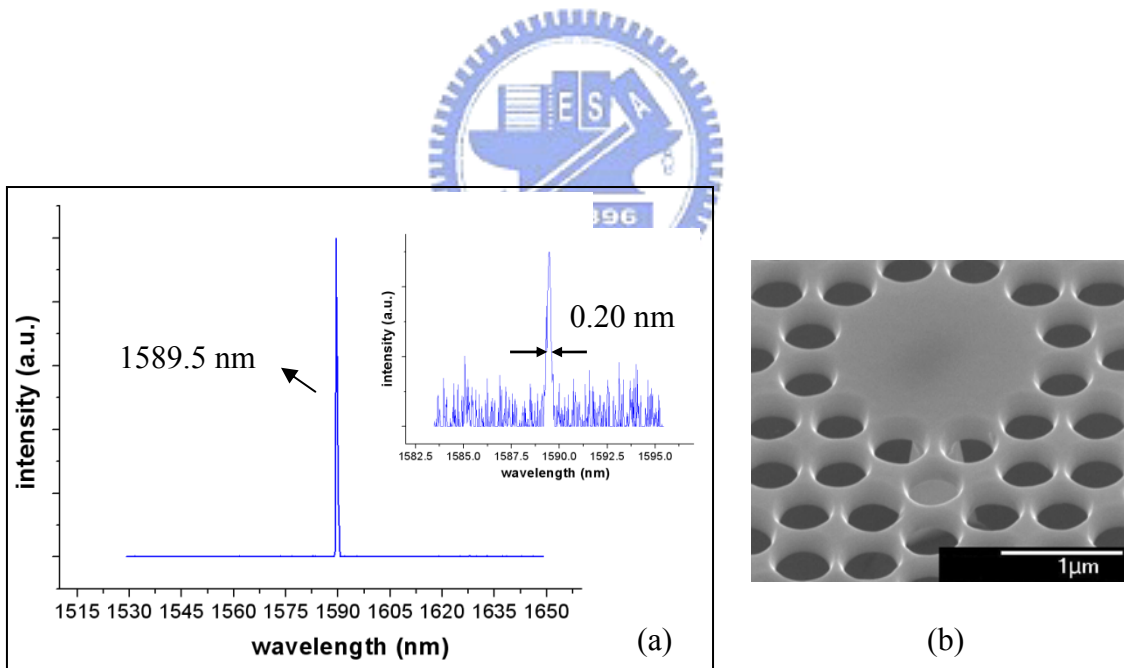 E S A
1896
intensity (a.u.)
1589.5 nm
1515 1530 1545 1560 1575 1590 1605 1620 1635 1650
wavelength (nm)
intensity (a.u.)
0.20 nm
1582.5 1585.0 1587.5 1590.0 1592.5 1595.0
wavelength (nm)
(a)
1µm
(b)